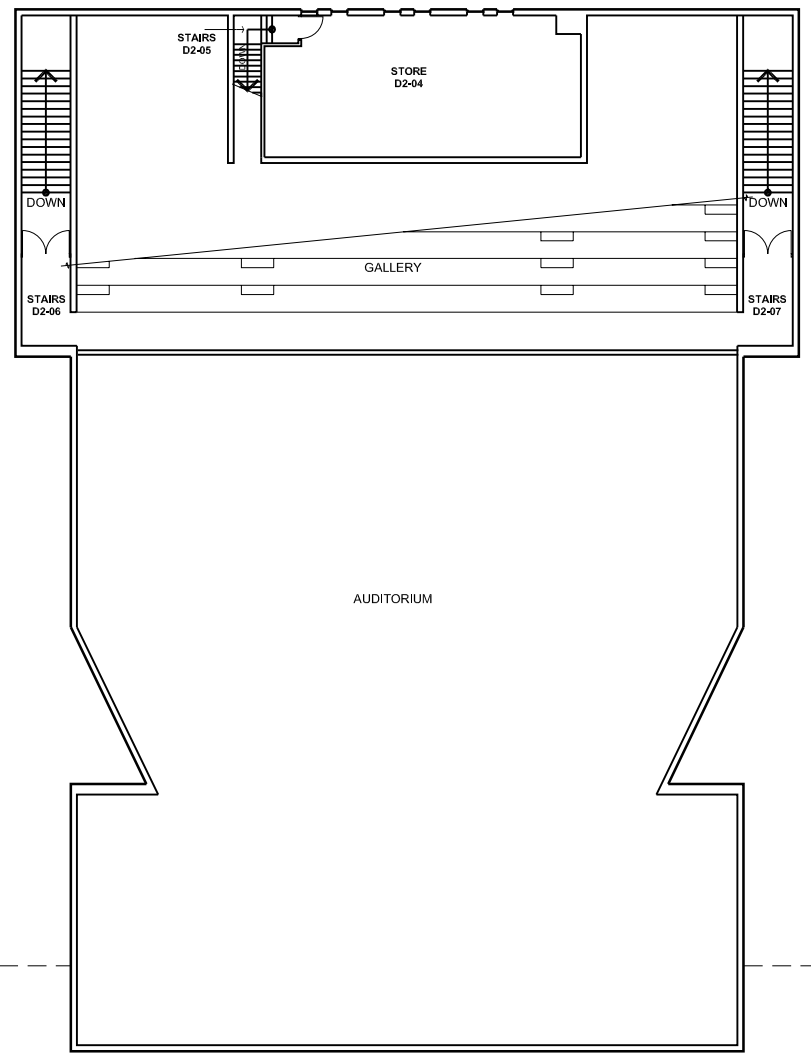 STAIRS
D2-05
DOWN
STORE
D2-04
DOWN
DOWN
GALLERY
STAIRS
D2-06
STAIRS
D2-07
AUDITORIUM